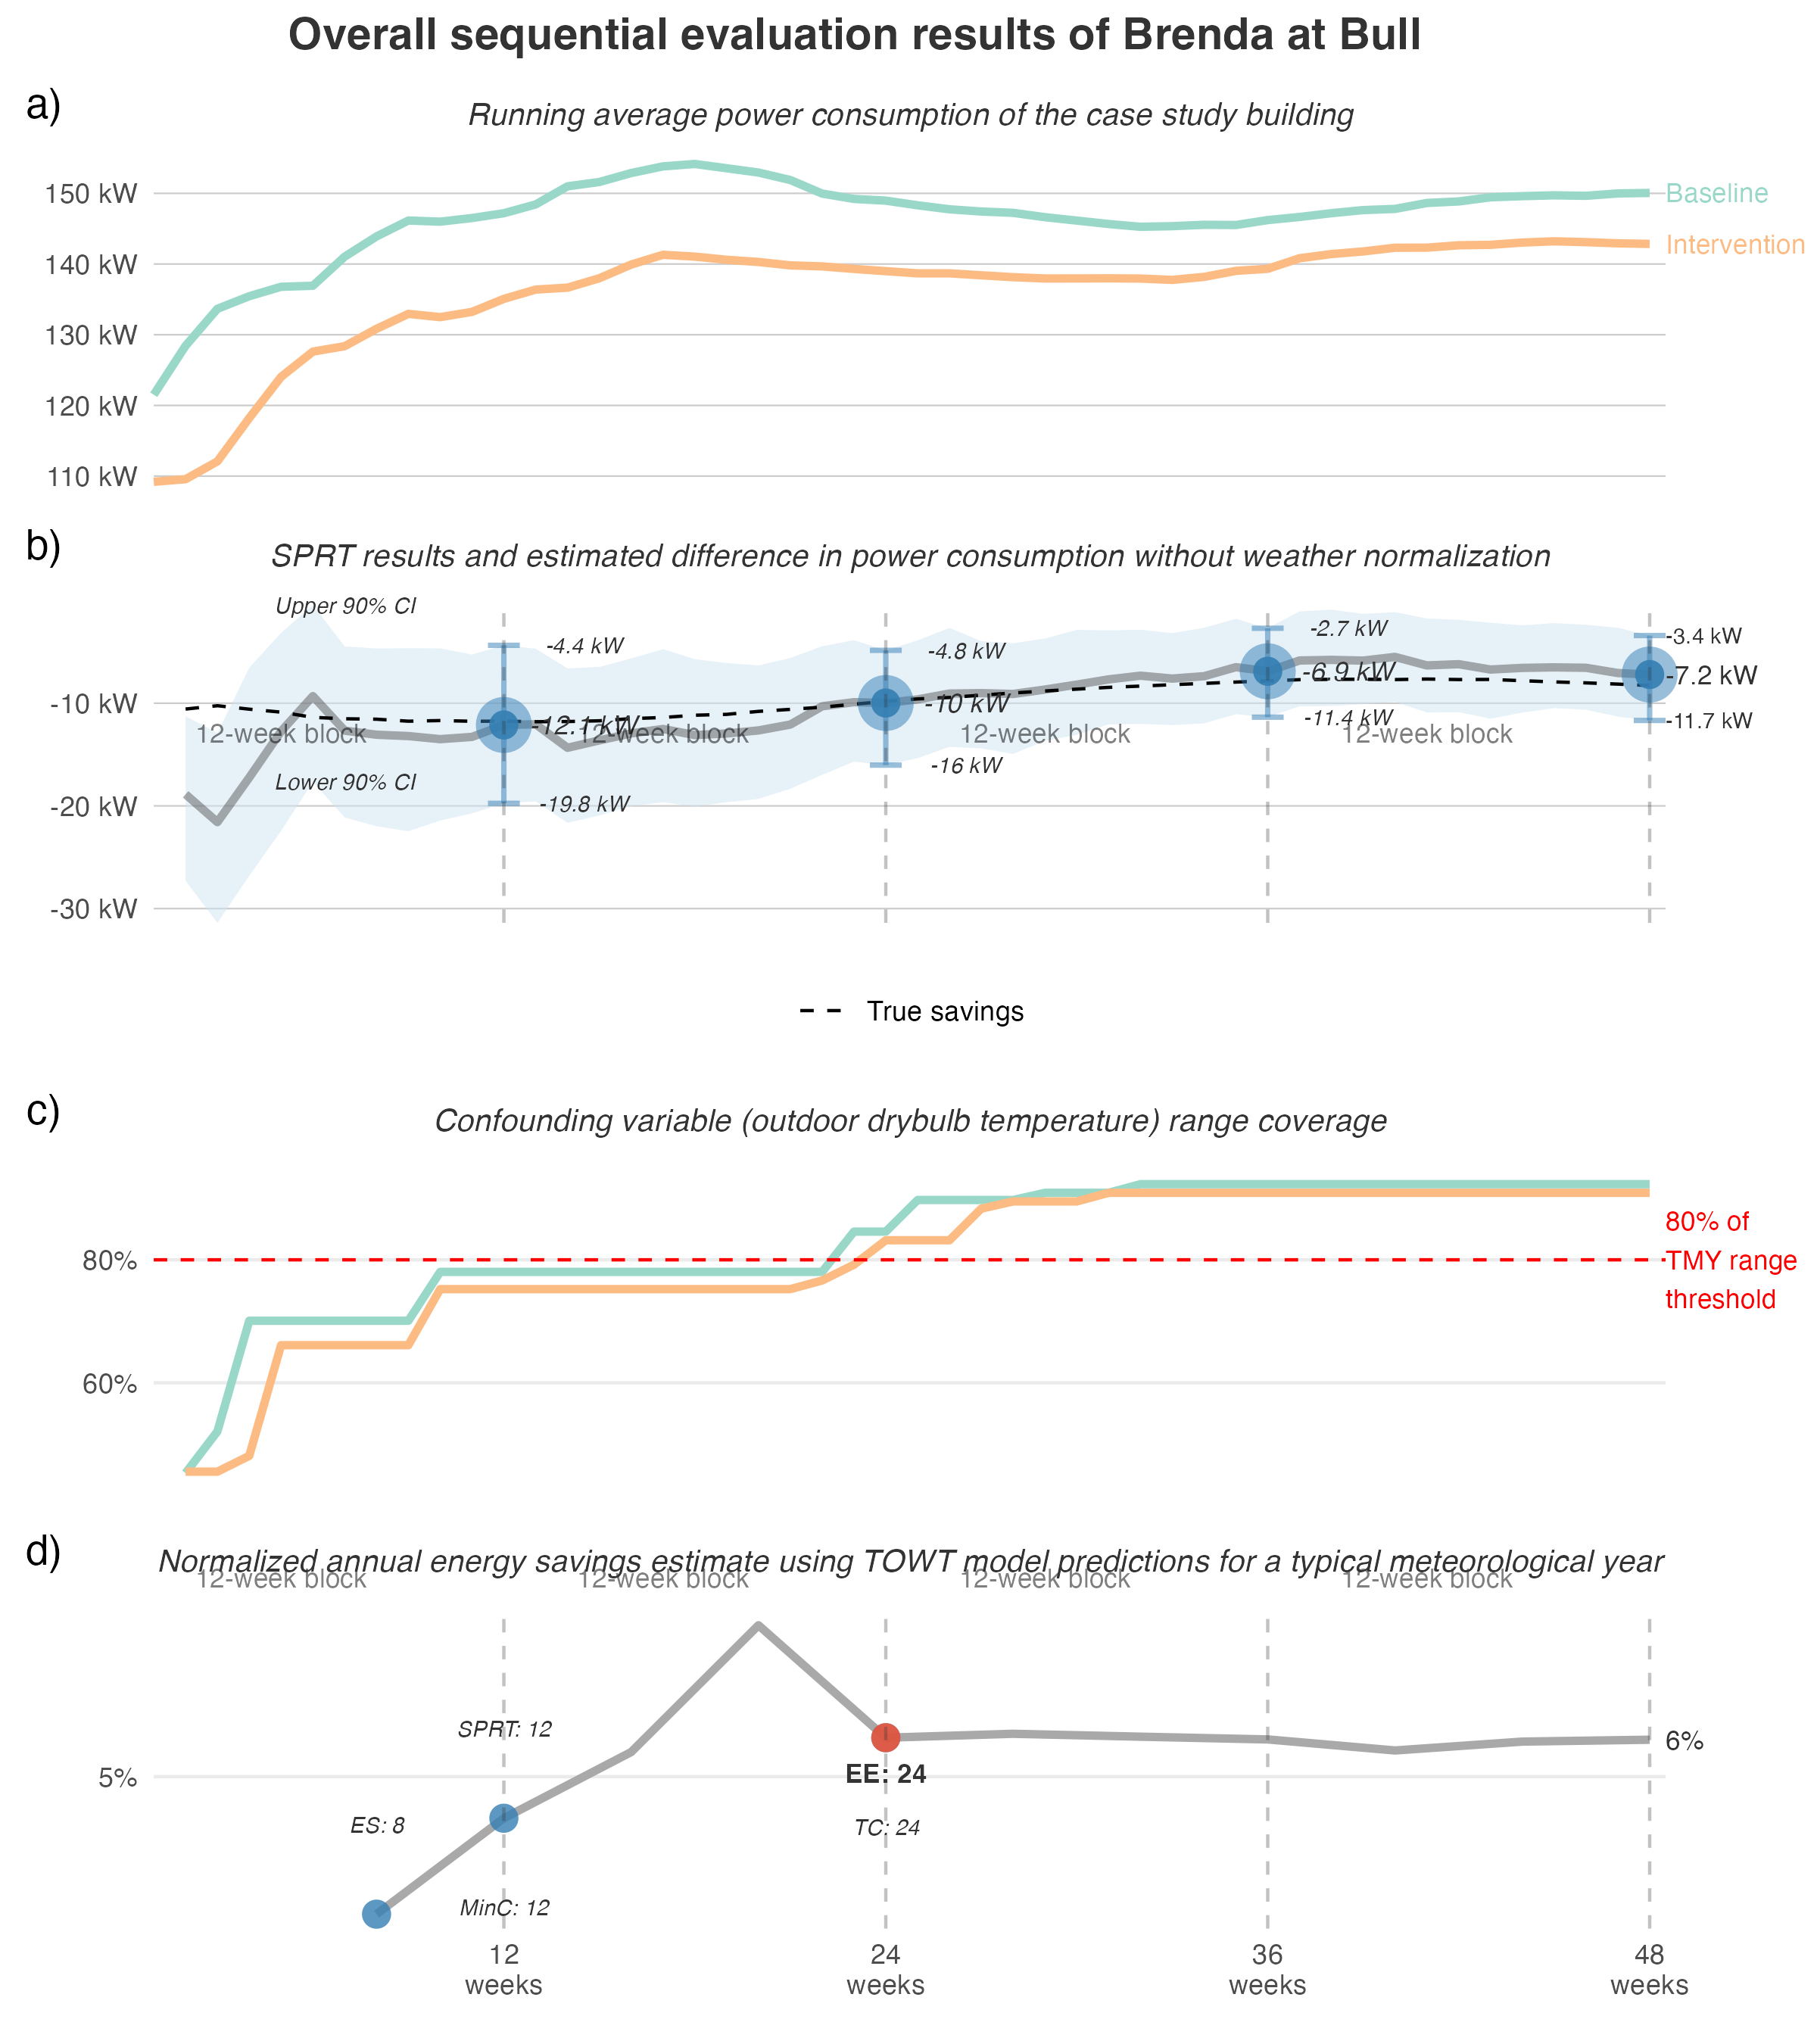 Overall sequential evaluation results of Brenda at Bull
a)
Running average power consumption of the case study building
150 kW
140 kW
130 kW
120 kW
110 kW
Baseline
Intervention
b)
SPRT results and estimated difference in power consumption without weather normalization
Upper 90% CI
Lower 90% CI
-10 kW
-20 kW
-30 kW
12-week block
12-week block
12-week block
12-week block
-4.4 kW
-12.1 kW
-19.8 kW
-4.8 kW
-10 kW
-16 kW
-2.7 kW
-6.9 kW
-11.4 kW
-3.4 kW
-7.2 kW
-11.7 kW
True savings
c)
Confounding variable (outdoor drybulb temperature) range coverage
80%
60%
80% of
TMY range
threshold
d)
Normalized annual energy savings estimate using TOWT model predictions for a typical meteorological year
12-week block
12-week block
12-week block
12-week block
5%
SPRT: 12
ES: 8
MinC: 12
EE: 24
TC: 24
6%
12
weeks
24
weeks
36
weeks
48
weeks